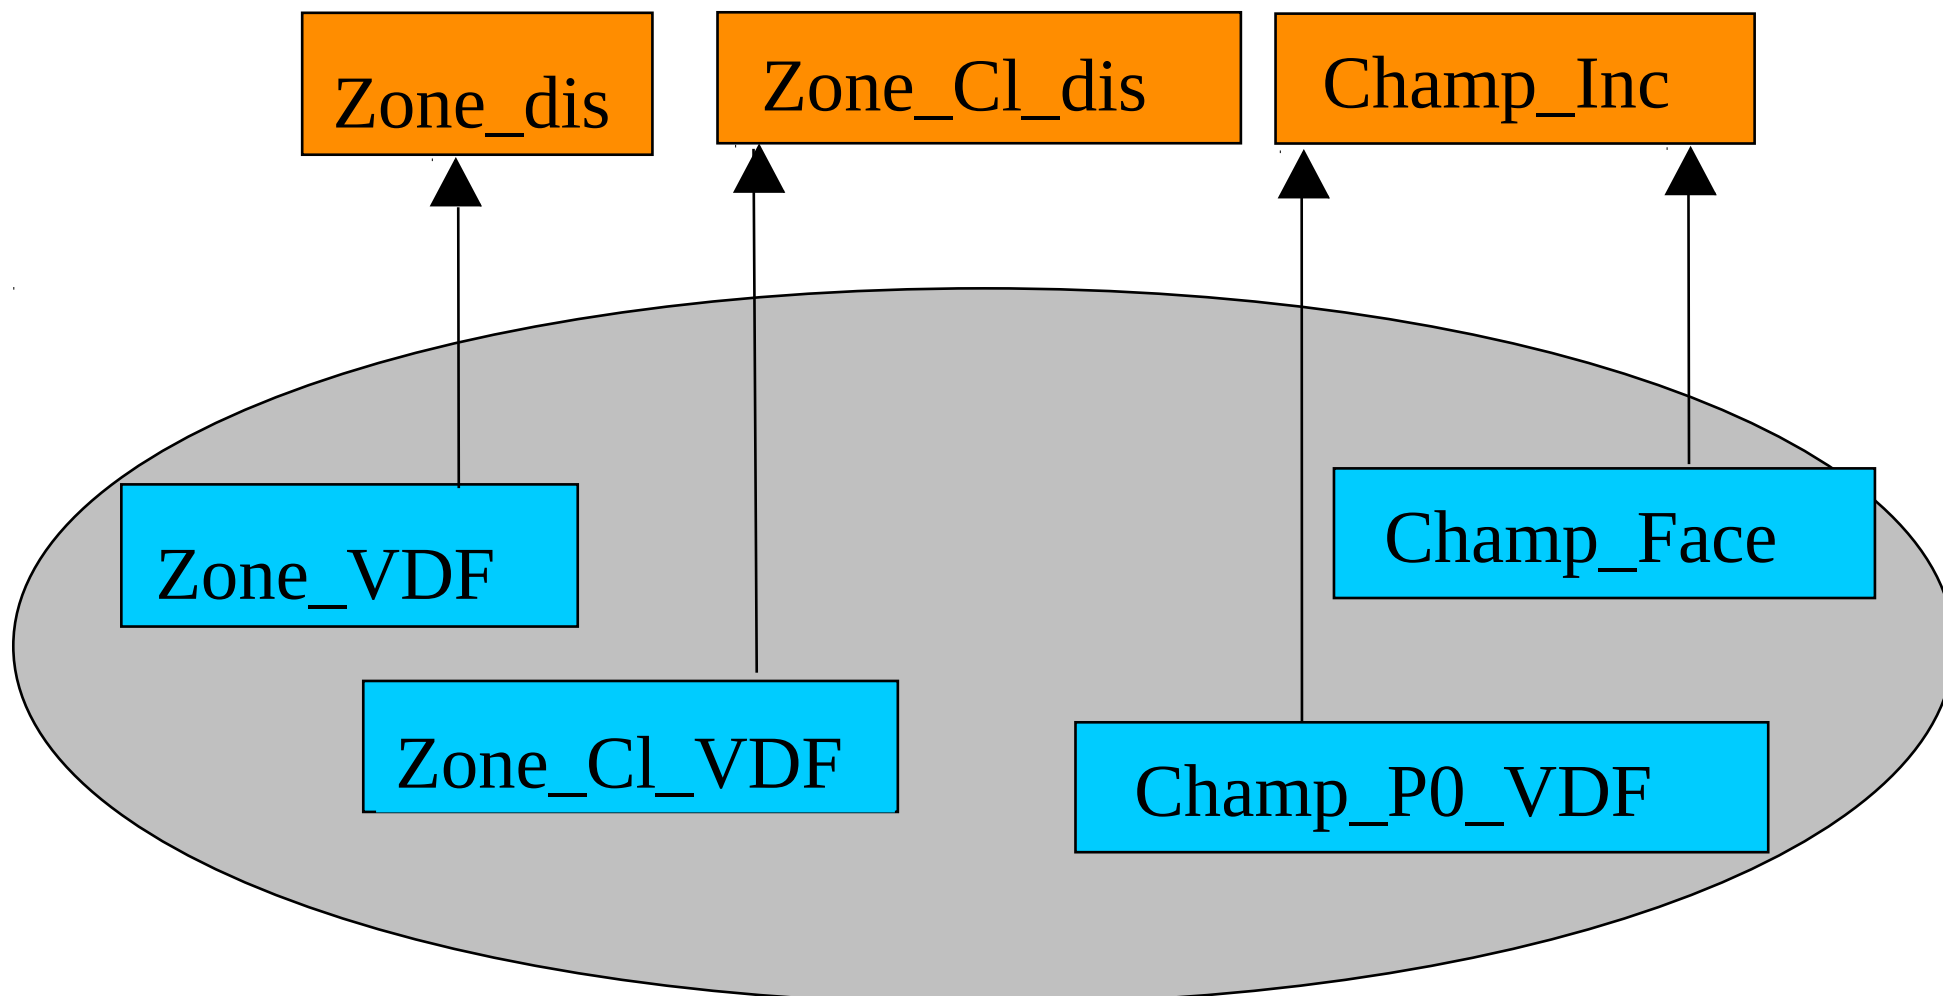 Zone_dis
Zone_Cl_dis
Champ_Inc
Zone_VDF
Champ_Face
Zone_Cl_VDF
Champ_P0_VDF